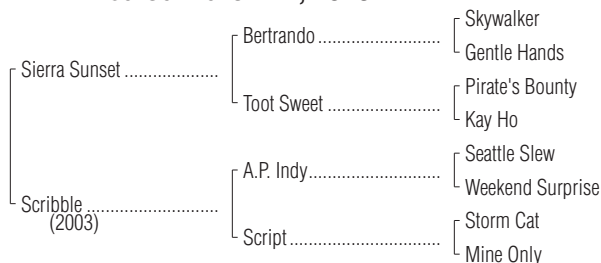 Skywalker
Bertrando ........................................
Gentle Hands
Sierra Sunset .......................
Pirate's Bounty
Toot Sweet .....................................
Kay Ho
Seattle Slew
A.P. Indy...........................................
Weekend Surprise
Scribble ................................
(2003)
Storm Cat
Script.................................................
Mine Only